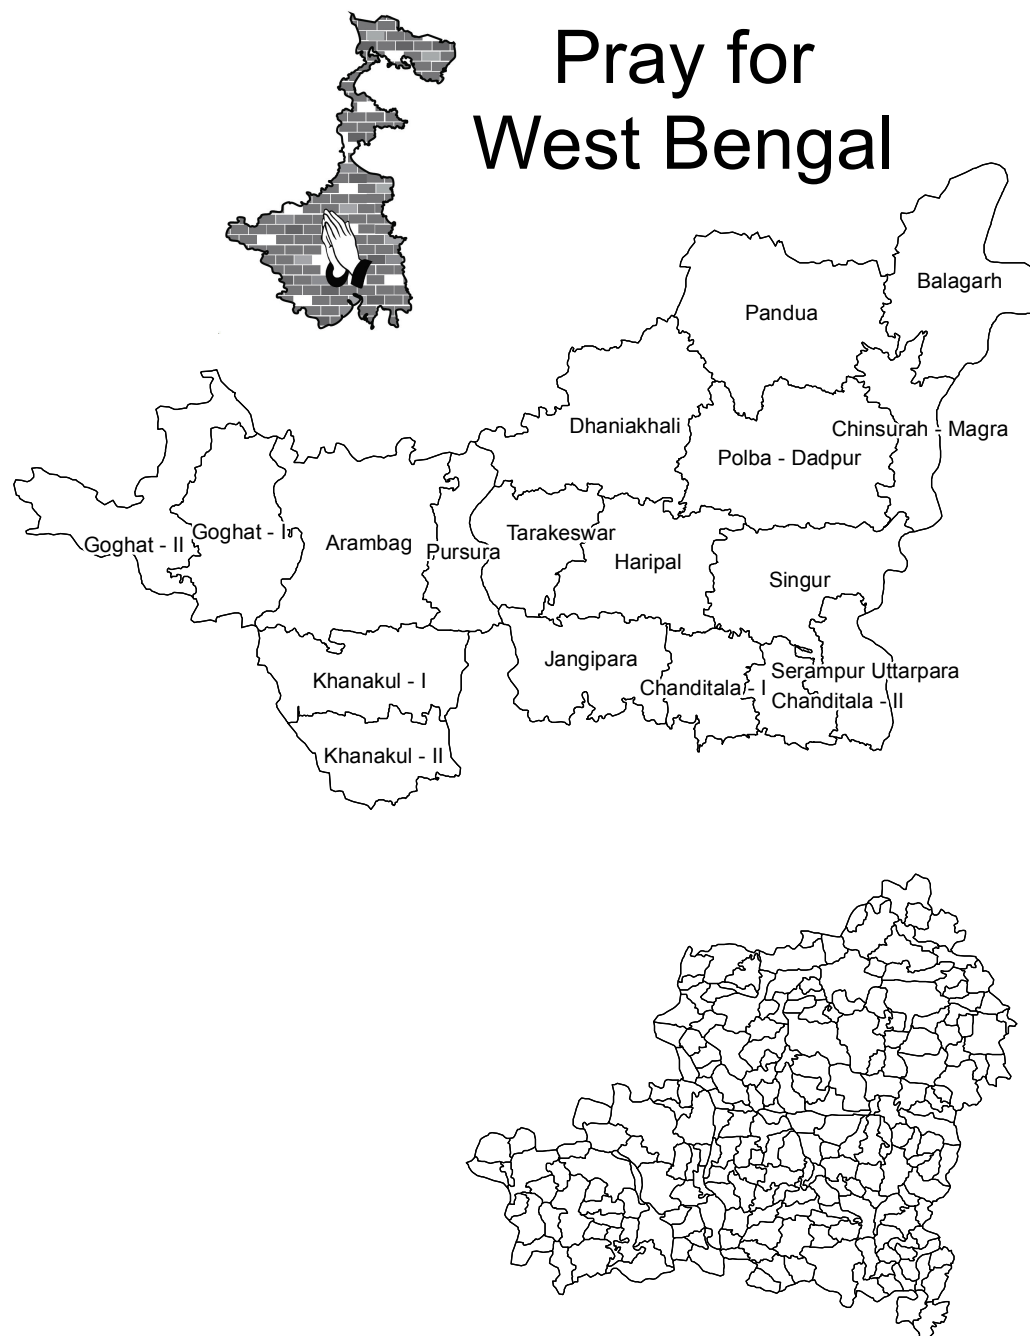 Pray for
West Bengal
Balagarh
Pandua
Dhaniakhali
Chinsurah - Magra
Polba - Dadpur
Goghat - II
Goghat - I
Arambag
Pursura
Tarakeswar
Haripal
Singur
Jangipara
Khanakul - I
Chanditala - I
Serampur Uttarpara
Chanditala - II
Khanakul - II